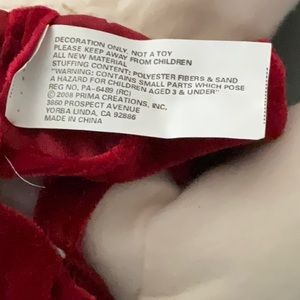 DECORATION ONLY. NOT A TOY
PLEASE KEEP AWAY FROM CHILDREN
ALL NEW MATERIAL
STUFFING CONTENT: POLYESTER FIBERS & SAND
"WARNING: CONTAINS SMALL PARTS WHICH POSE
A HAZARD FOR CHILDREN AGED 3 & UNDER"
REG NO. PA-6489 (RC)
© 2008 PRIMA CREATIONS, INC.
3860 PROSPECT AVENUE
YORBA LINDA, CA 92886
MADE IN CHINA